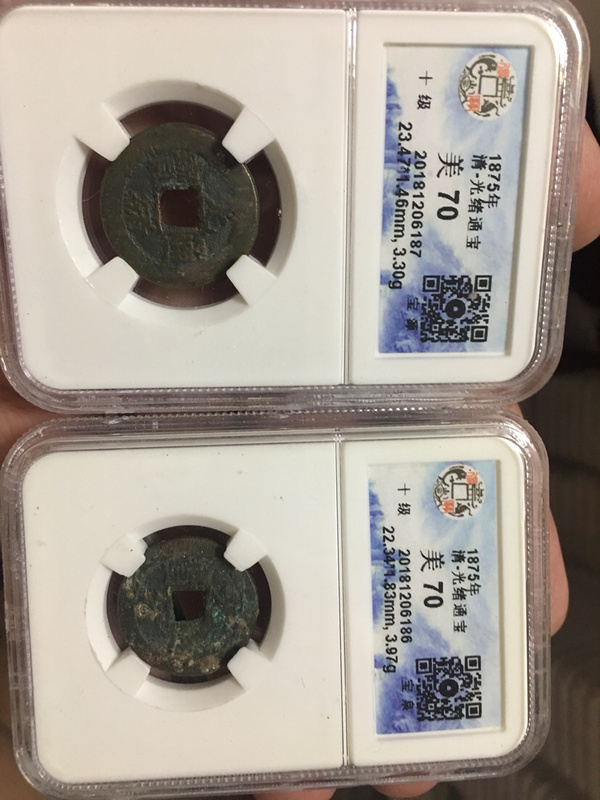 1875年
清-光绪通宝
美 70
20181206187
23.47*1.46mm, 3.30g
十级
宝源
1875年
清-光绪通宝
美 70
20181206186
22.34*1.83mm, 3.97g
十级
宝泉